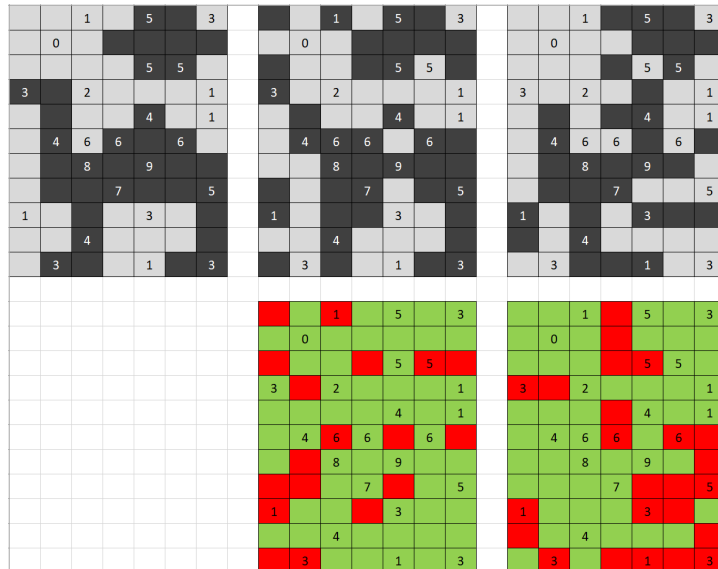 1 5 3 1 5 3 1 5 3
0 0 0
5 5 5 5 5 5
3 2 1 3 2 1 3 2 1
4 1 4 1 4 1
4 6 6 6 4 6 6 6 4 6 6 6
8 9 8 9 8 9
7 5 7 5 7 5
1 3 1 3 1 3
4 4 4
3 1 3 3 1 3 3 1 3
1 5 3 1 5 3
0 0
5 5 5 5
3 2 1 3 2 1
4 1 4 1
4 6 6 6 4 6 6 6
8 9 8 9
7 5 7 5
1 3 1 3
4 4
3 1 3 3 1 3